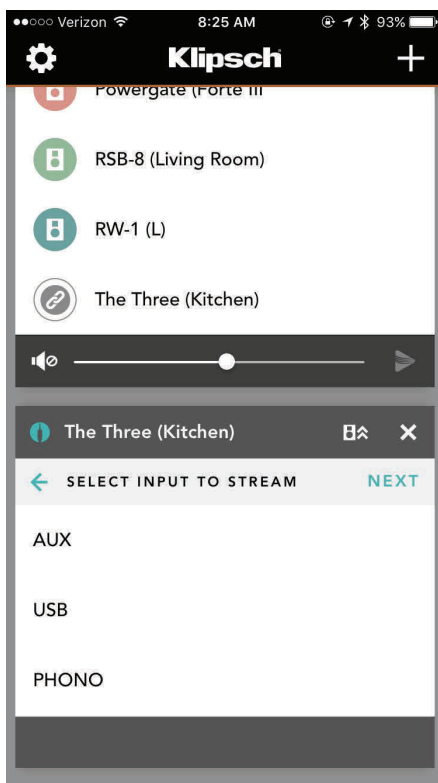 Verizon 8:25 AM 93%
Klipsch
Powergate (Forte III
RSB-8 (Living Room)
RW-1 (L)
The Three (Kitchen)
The Three (Kitchen)
SELECT INPUT TO STREAM NEXT
AUX
USB
PHONO